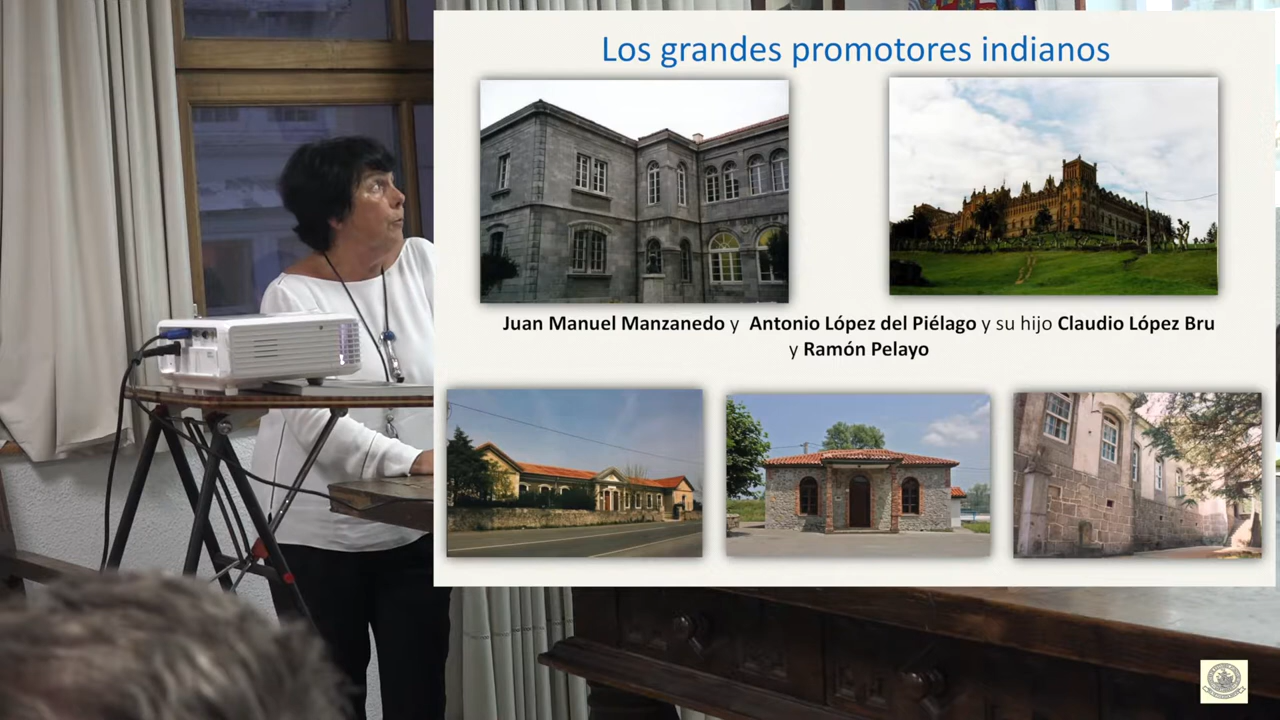 Los grandes promotores indianos
Juan Manuel Manzanedo y Antonio López del Piélago y su hijo Claudio López Bru
y Ramón Pelayo